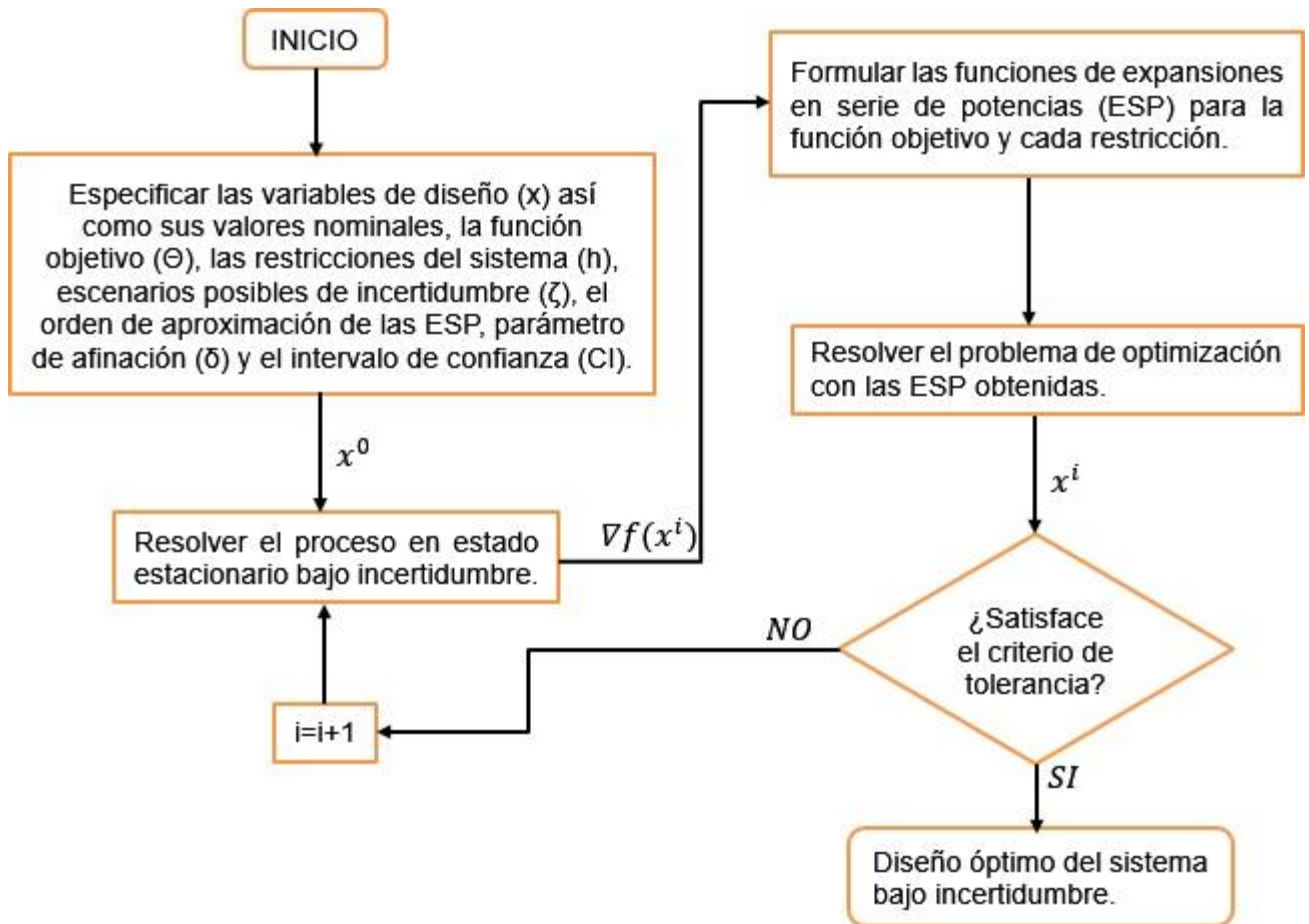 INICIO
Especificar las variables de diseño (x) así
como sus valores nominales, la función
objetivo (Θ), las restricciones del sistema (h),
escenarios posibles de incertidumbre (ζ), el
orden de aproximación de las ESP, parámetro
de afinación (δ) y el intervalo de confianza (CI).
x⁰
Resolver el proceso en estado
estacionario bajo incertidumbre.
∇f(xⁱ)
Formular las funciones de expansiones
en serie de potencias (ESP) para la
función objetivo y cada restricción.
Resolver el problema de optimización
con las ESP obtenidas.
xⁱ
¿Satisface
el criterio de
tolerancia?
NO
i=i+1
SI
Diseño óptimo del sistema
bajo incertidumbre.